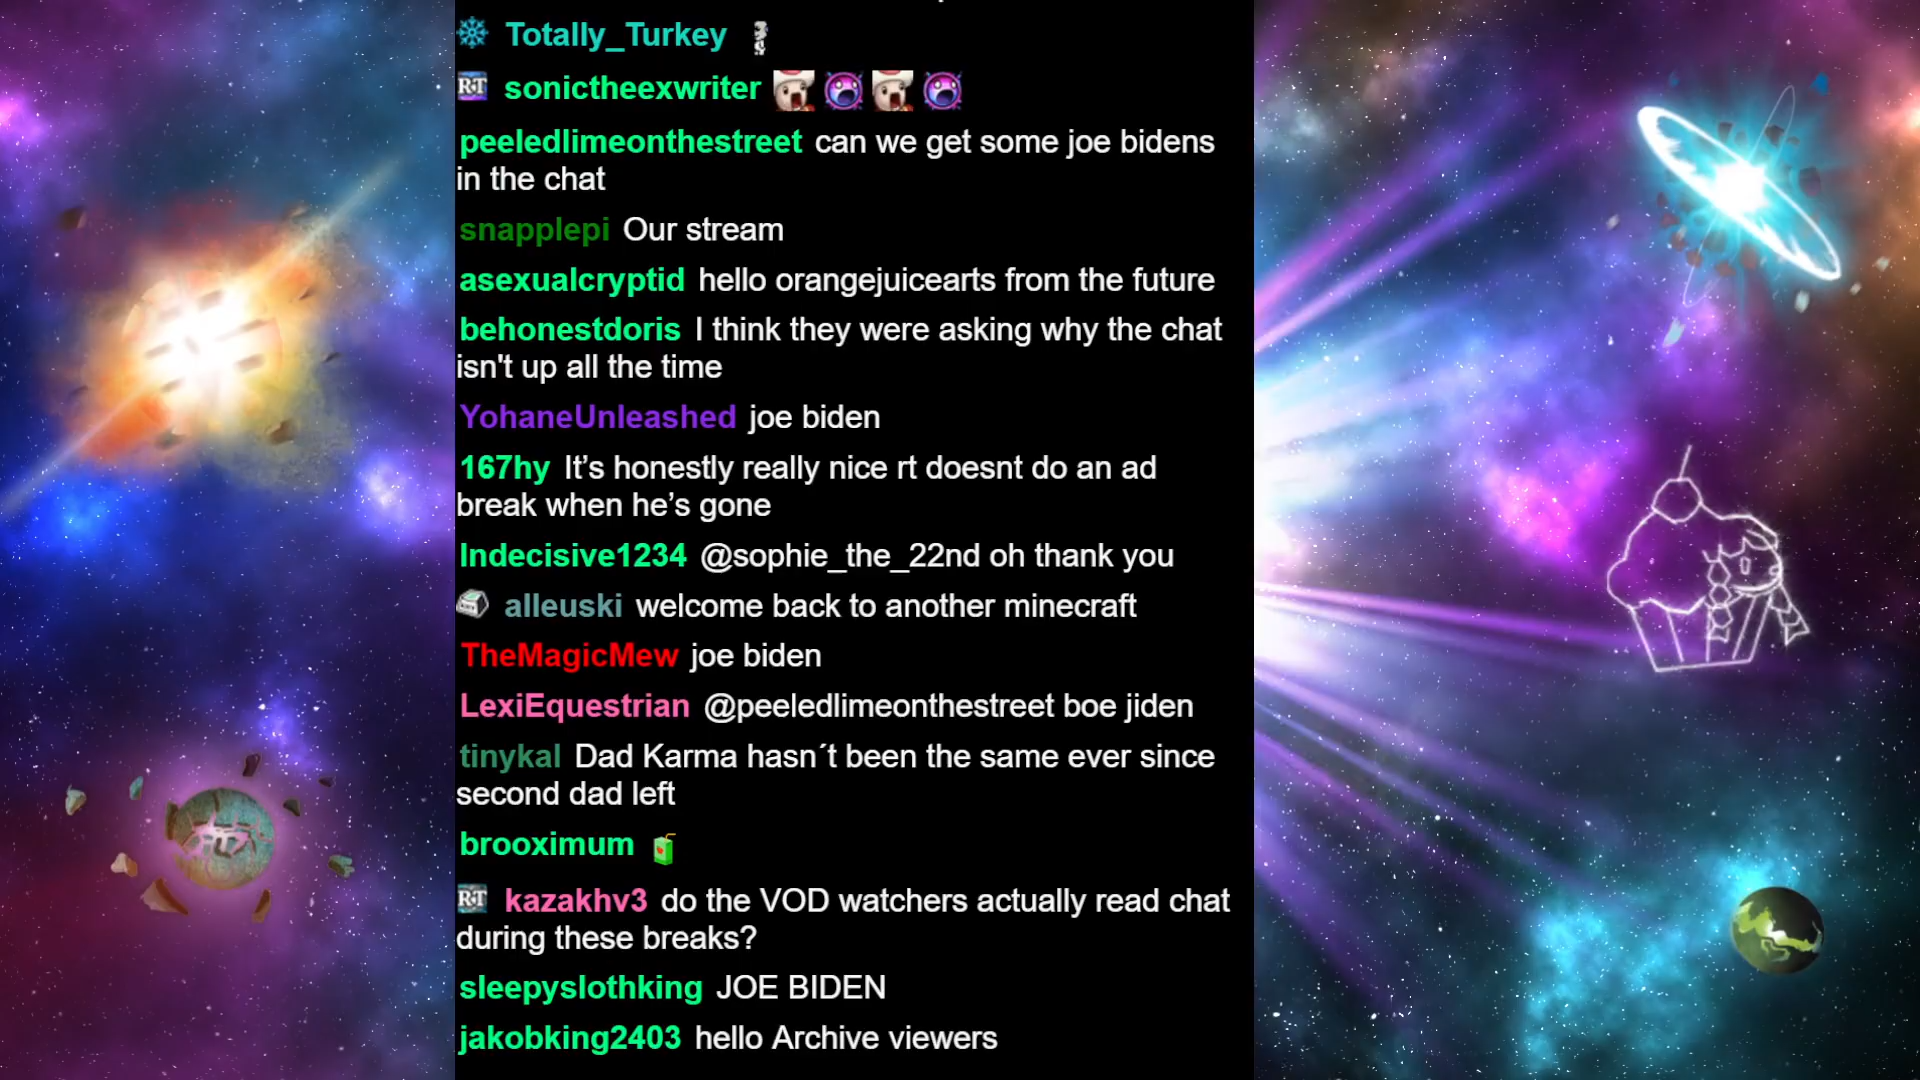 Totally_Turkey
RT sonictheexwriter
peeledlimeonthestreet can we get some joe bidens
in the chat
snapplepi Our stream
asexualcryptid hello orangejuicearts from the future
behonestdoris I think they were asking why the chat
isn't up all the time
YohaneUnleashed joe biden
167hy It’s honestly really nice rt doesnt do an ad
break when he’s gone
Indecisive1234 @sophie_the_22nd oh thank you
alleuski welcome back to another minecraft
TheMagicMew joe biden
LexiEquestrian @peeledlimeonthestreet boe jiden
tinykal Dad Karma hasn´t been the same ever since
second dad left
brooximum
RT kazakhv3 do the VOD watchers actually read chat
during these breaks?
sleepyslothking JOE BIDEN
jakobking2403 hello Archive viewers